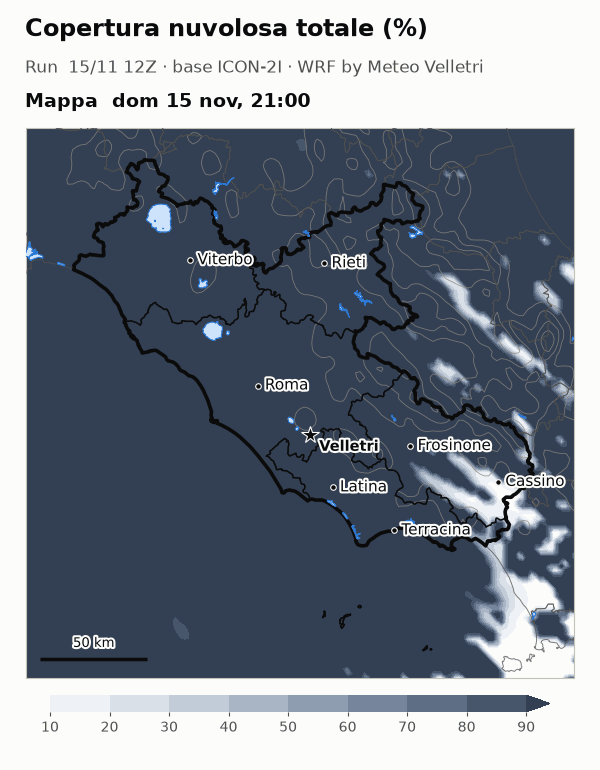 Copertura nuvolosa totale (%)
Run 15/11 12Z · base ICON-2I · WRF by Meteo Velletri
Mappa dom 15 nov, 21:00
Viterbo
Rieti
Roma
Velletri
Frosinone
Cassino
Latina
Terracina
50 km
10 20 30 40 50 60 70 80 90